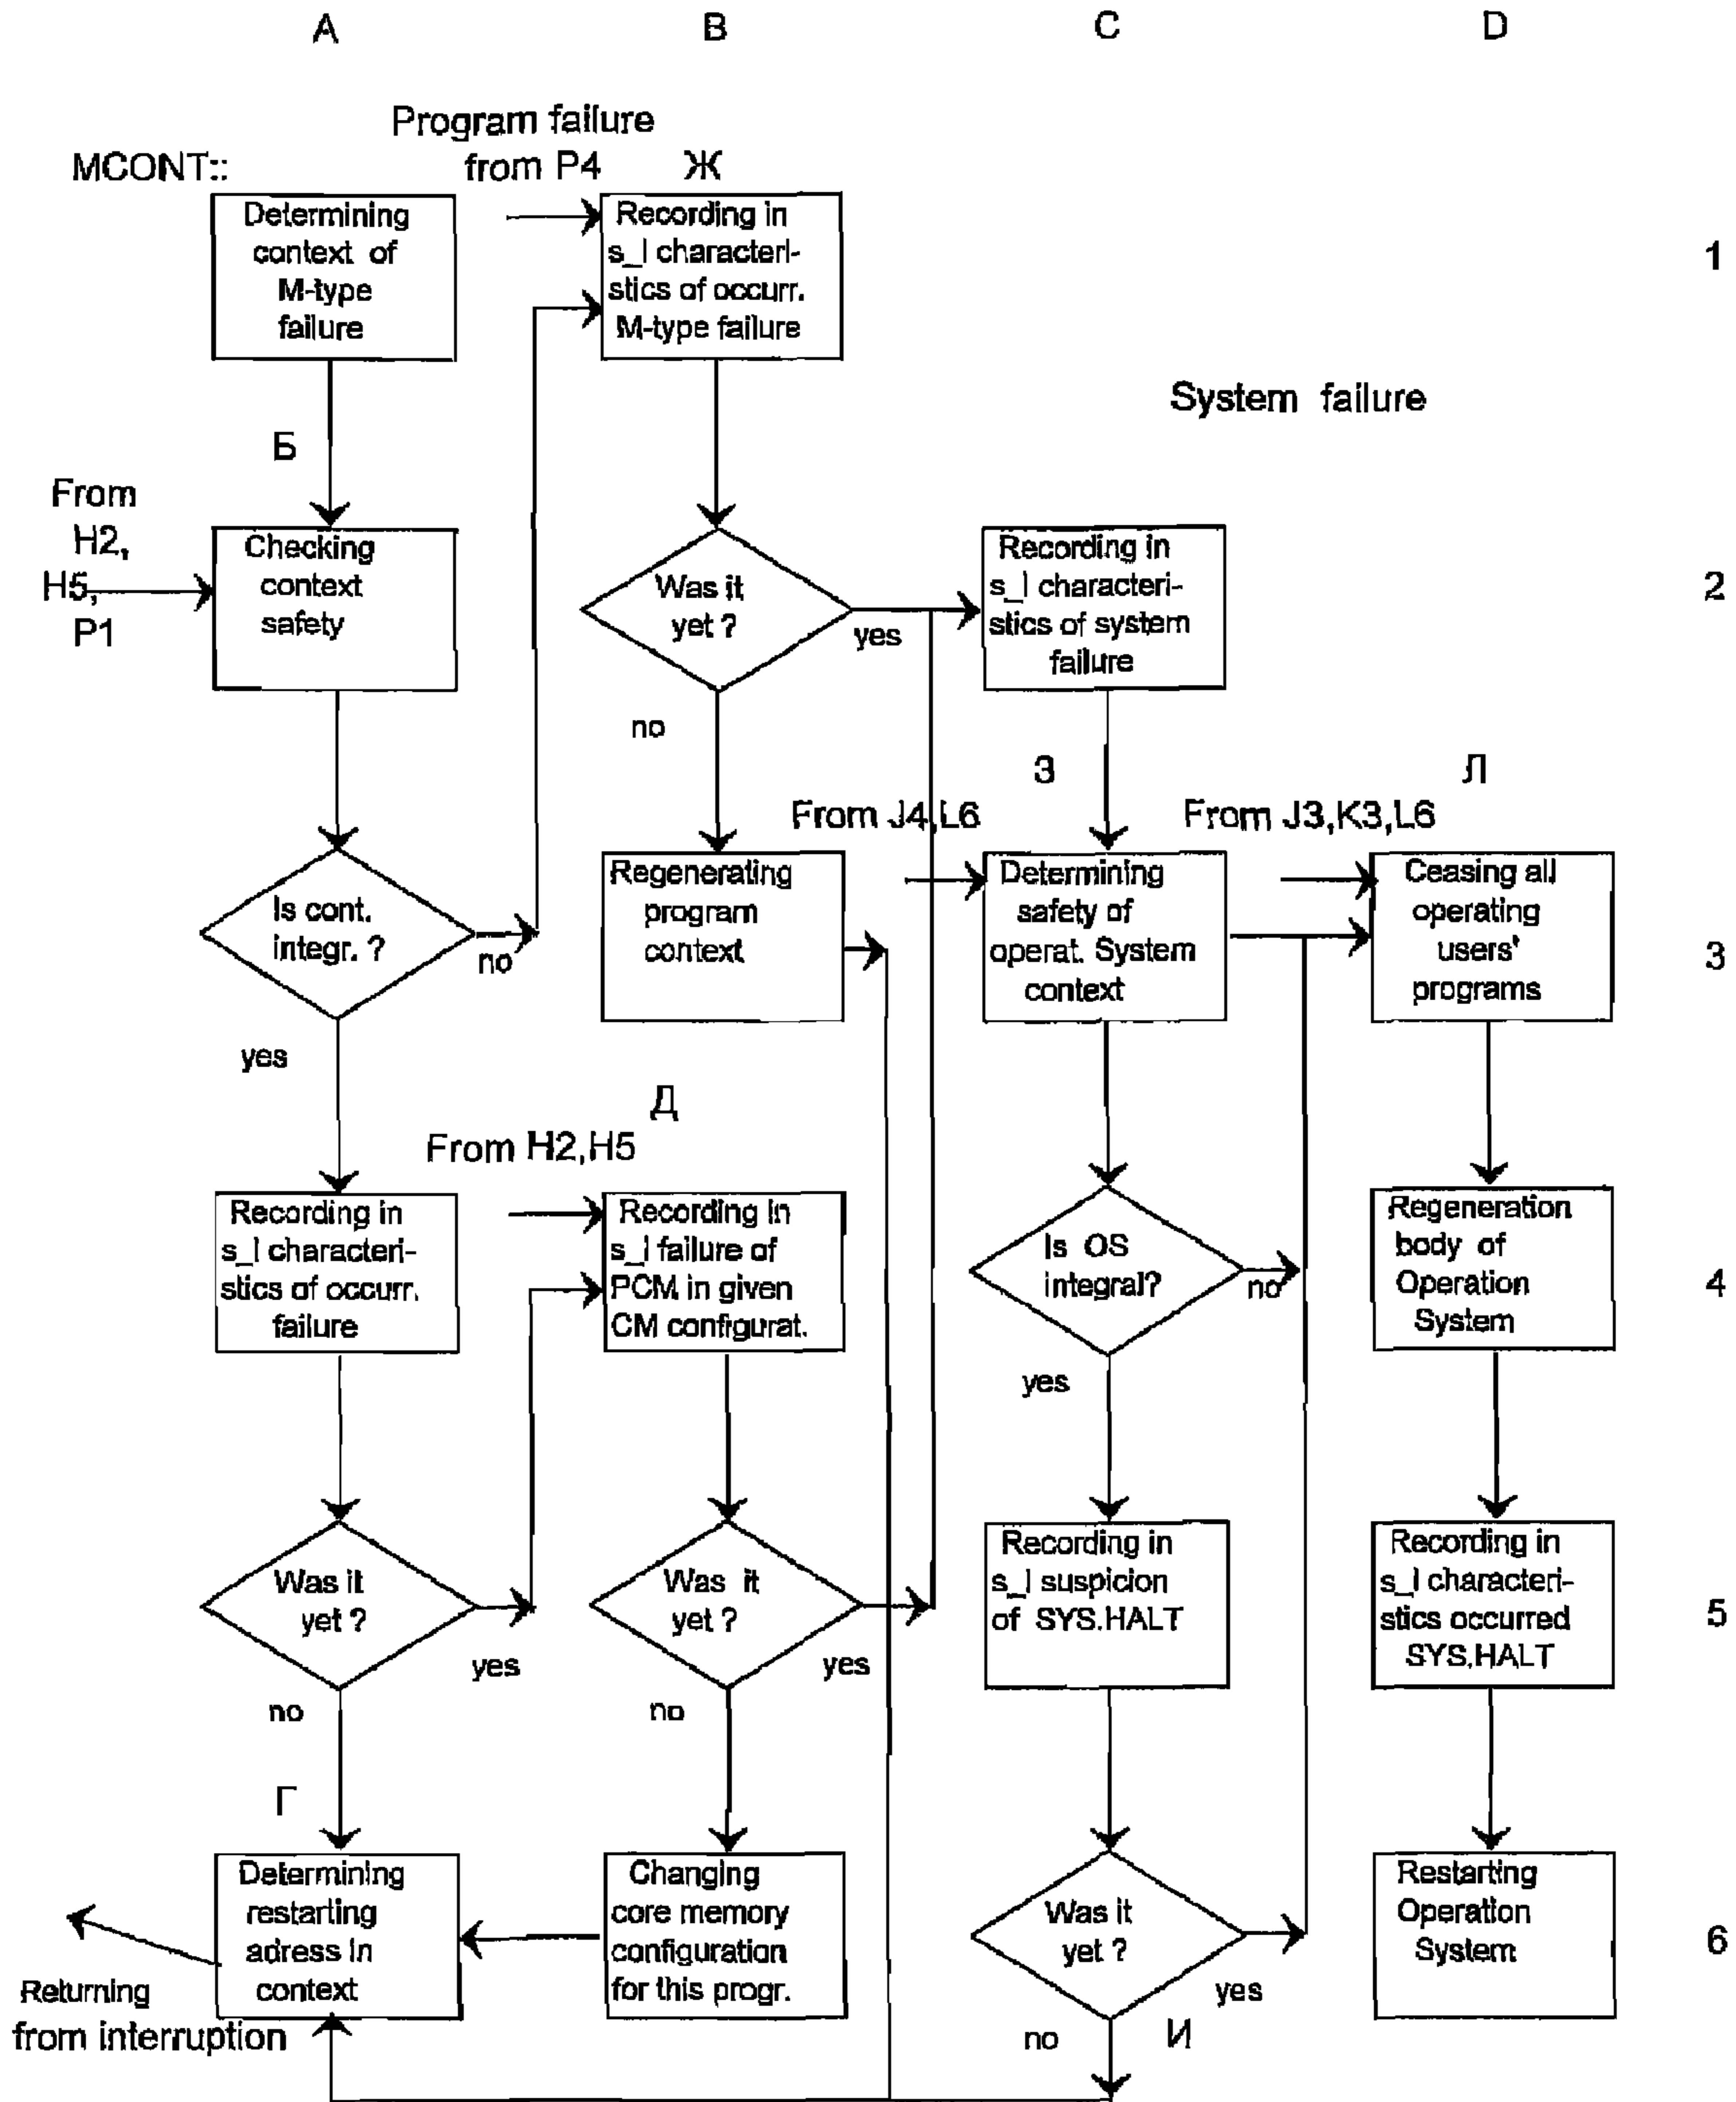 A
B
C
D
Program failure
from P4
MCONT::
Ж
Determining
context of
M-type
failure
Recording in
s_l characteri-
stics of occurr.
M-type failure
1
System failure
Б
From
H2,
H5,
P1
Checking
context
safety
Was it
yet ?
yes
no
Recording in
s_l characteri-
stics of system
failure
2
З
Л
From J4,L6
From J3,K3,L6
Is cont.
integr. ?
no
yes
Regenerating
program
context
Determining
safety of
operat. System
context
Ceasing all
operating
users'
programs
3
Д
From H2,H5
Recording in
s_l characteri-
stics of occurr.
failure
Recording in
s_l failure of
PCM in given
CM configurat.
Is OS
integral?
no
yes
Regeneration
body of
Operation
System
4
Was it
yet ?
yes
no
Was it
yet ?
yes
no
Recording in
s_l suspicion
of SYS.HALT
Recording in
s_l characteri-
stics occurred
SYS.HALT
5
Г
Determining
restarting
adress in
context
Changing
core memory
configuration
for this progr.
Was it
yet ?
yes
no
И
Restarting
Operation
System
6
Returning
from interruption